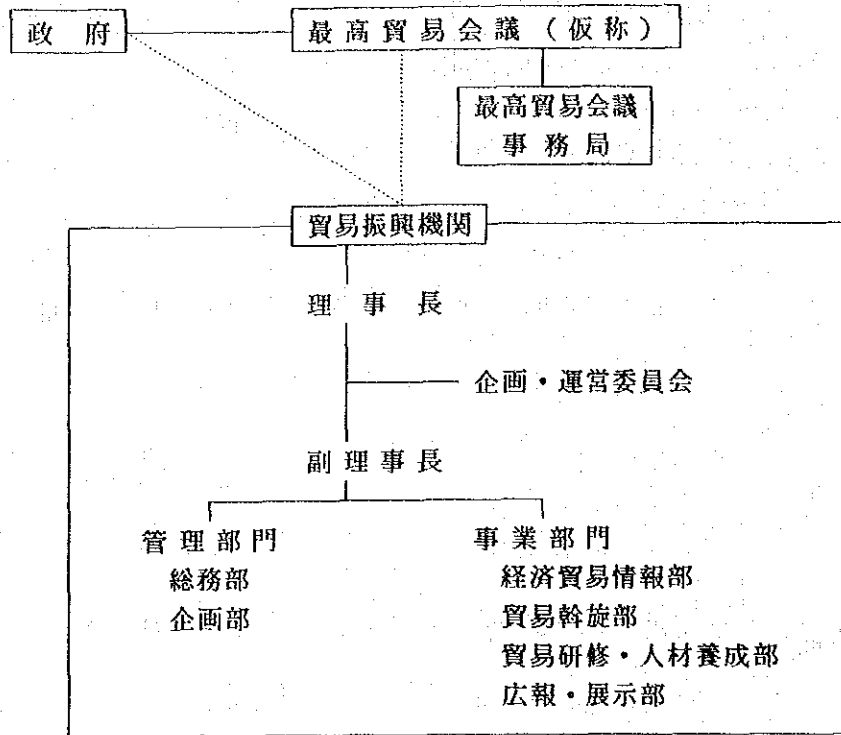 政府
最高貿易会議(仮称)
最高貿易会議
事務局
貿易振興機関
理事長
企画・運営委員会
副理事長
管理部門
総務部
企画部
事業部門
経済貿易情報部
貿易斡旋部
貿易研修・人材養成部
広報・展示部